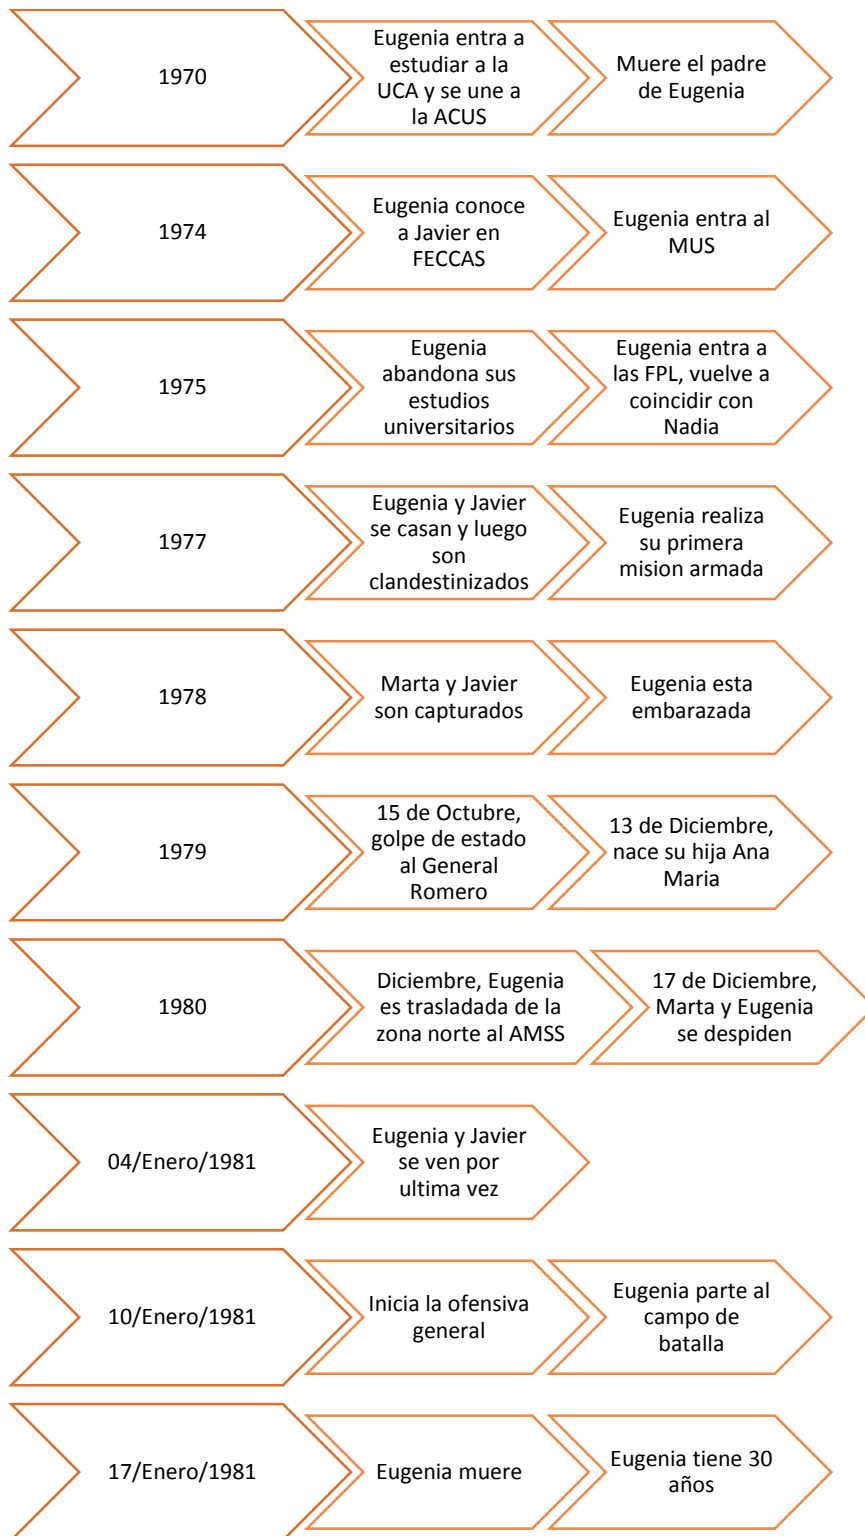 1970
Eugenia entra a
estudiar a la
UCA y se une a
la ACUS
Muere el padre
de Eugenia
1974
Eugenia conoce
a Javier en
FECCAS
Eugenia entra al
MUS
1975
Eugenia
abandona sus
estudios
universitarios
Eugenia entra a
las FPL, vuelve a
coincidir con
Nadia
1977
Eugenia y Javier
se casan y luego
son
clandestinizados
Eugenia realiza
su primera
mision armada
1978
Marta y Javier
son capturados
Eugenia esta
embarazada
1979
15 de Octubre,
golpe de estado
al General
Romero
13 de Diciembre,
nace su hija Ana
Maria
1980
Diciembre, Eugenia
es trasladada de la
zona norte al AMSS
17 de Diciembre,
Marta y Eugenia
se despiden
04/Enero/1981
Eugenia y Javier
se ven por
ultima vez
10/Enero/1981
Inicia la ofensiva
general
Eugenia parte al
campo de
batalla
17/Enero/1981
Eugenia muere
Eugenia tiene 30
años